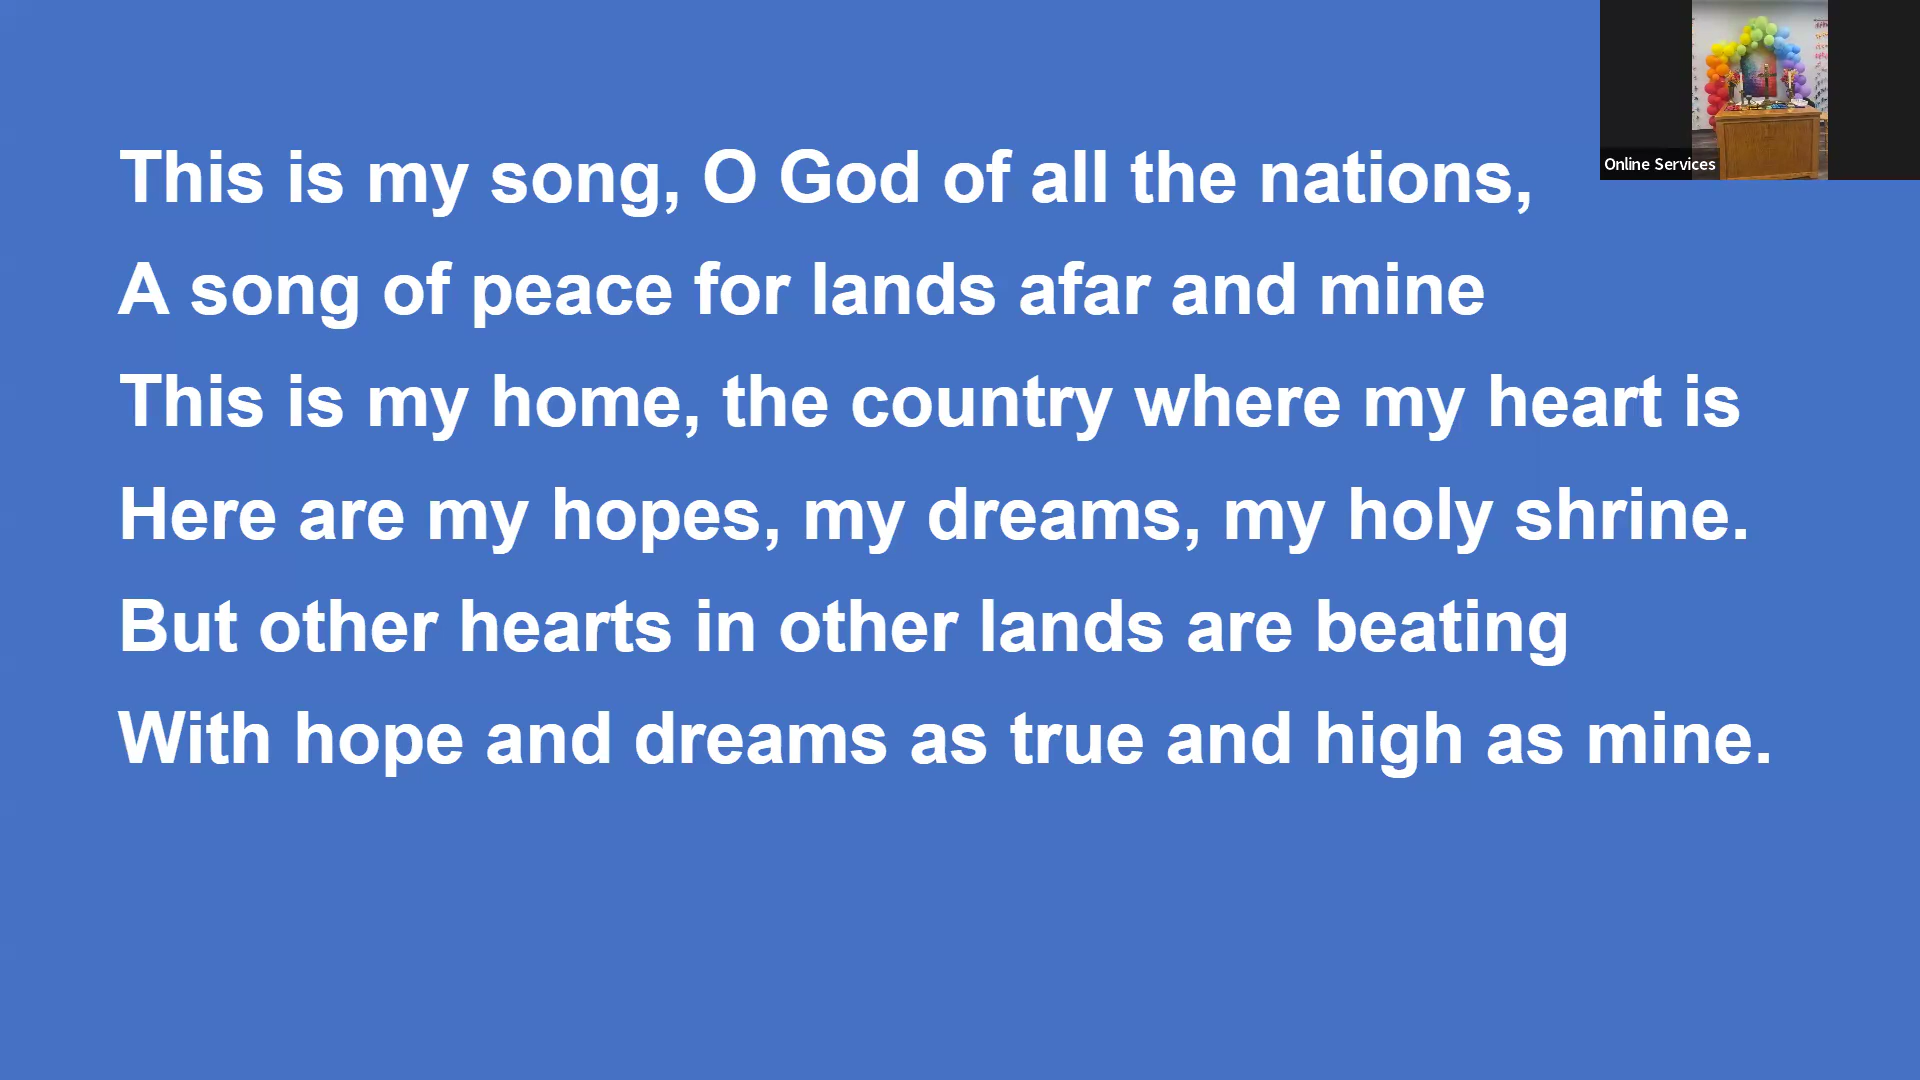 This is my song, O God of all the nations,
A song of peace for lands afar and mine
This is my home, the country where my heart is
Here are my hopes, my dreams, my holy shrine.
But other hearts in other lands are beating
With hope and dreams as true and high as mine.
Online Services